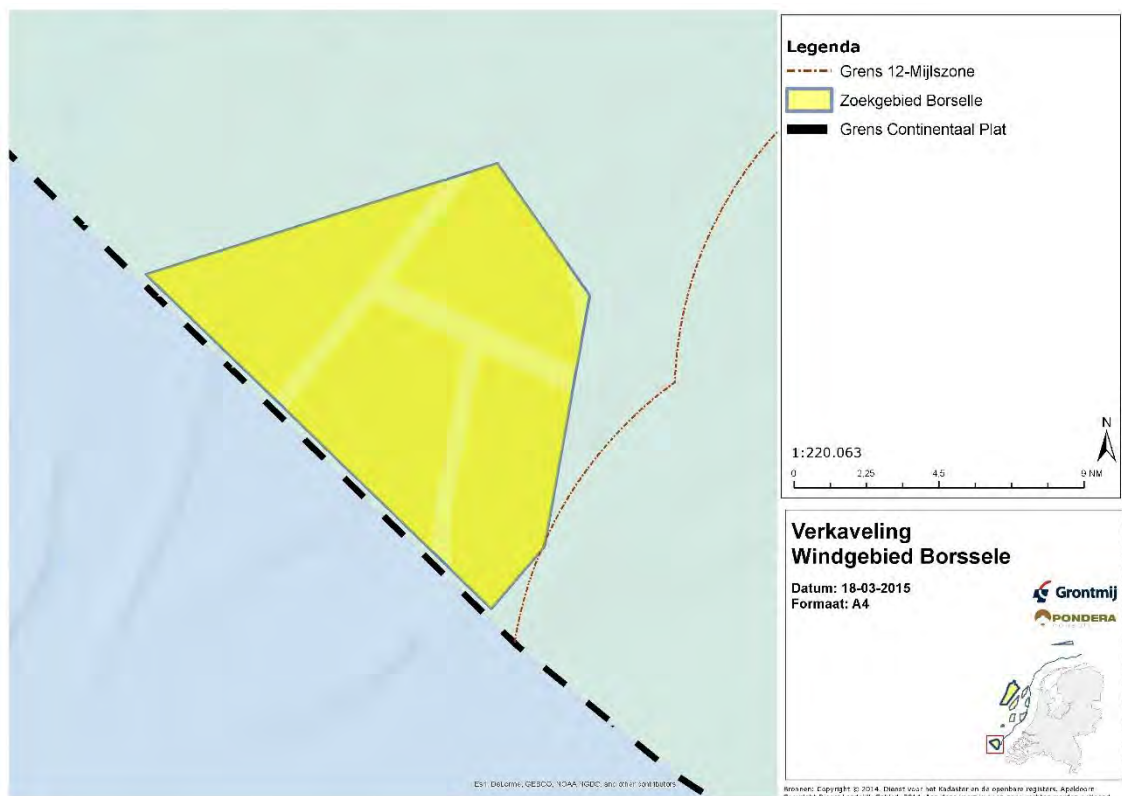 Legenda
Grens 12-Mijlszone
Zoekgebied Borselle
Grens Continentaal Plat
N
1:220.063
0 2,25 4,5 9 NM
Verkaveling
Windgebied Borssele
Datum: 18-03-2015
Formaat: A4
Grontmij
PONDERA
Esri, DeLorme, GEBCO, NOAA NGDC, and other contributors
Bronnen: Copyright © 2014, Dienst voor het Kadaster en de openbare registers, Apeldoorn